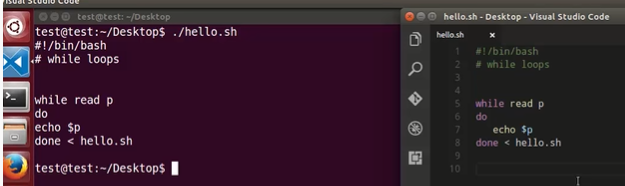 Visual Studio Code
test@test: ~/Desktop
test@test:~/Desktop$ ./hello.sh
#!/bin/bash
# while loops
while read p
do
echo $p
done < hello.sh
test@test:~/Desktop$
hello.sh - Desktop - Visual Studio Code
hello.sh
1 #!/bin/bash
2 # while loops
3
4
5 while read p
6 do
7 echo $p
8 done < hello.sh
9
10